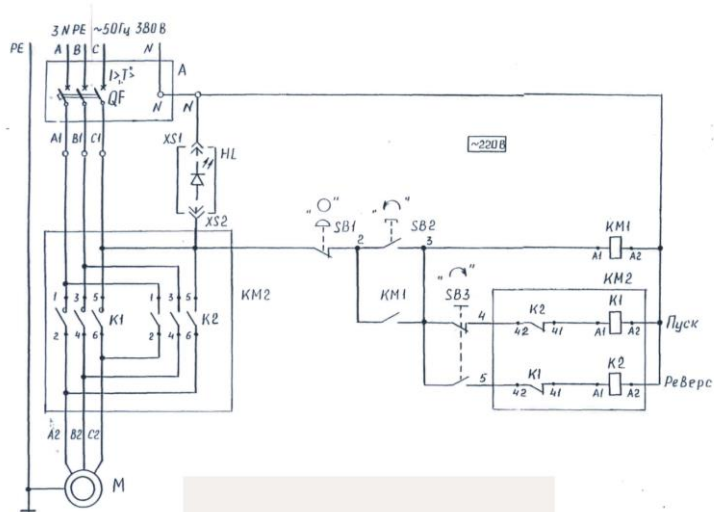 3 N PE ~50Гц 380В
PE A B C N
A
I> T°
QF
N N
A1 B1 C1
XS1
HL
~220В
XS2
"O"
SB1
2
SB2
3
KM1
A1 A2
KM2
KM1
SB3
4
K2
42 41
K1
A1 A2
Пуск
5
K1
42 41
K2
A1 A2
Реверс
KM2
1 3 5
K1
2 4 6
1 3 5
K2
2 4 6
A2 B2 C2
M